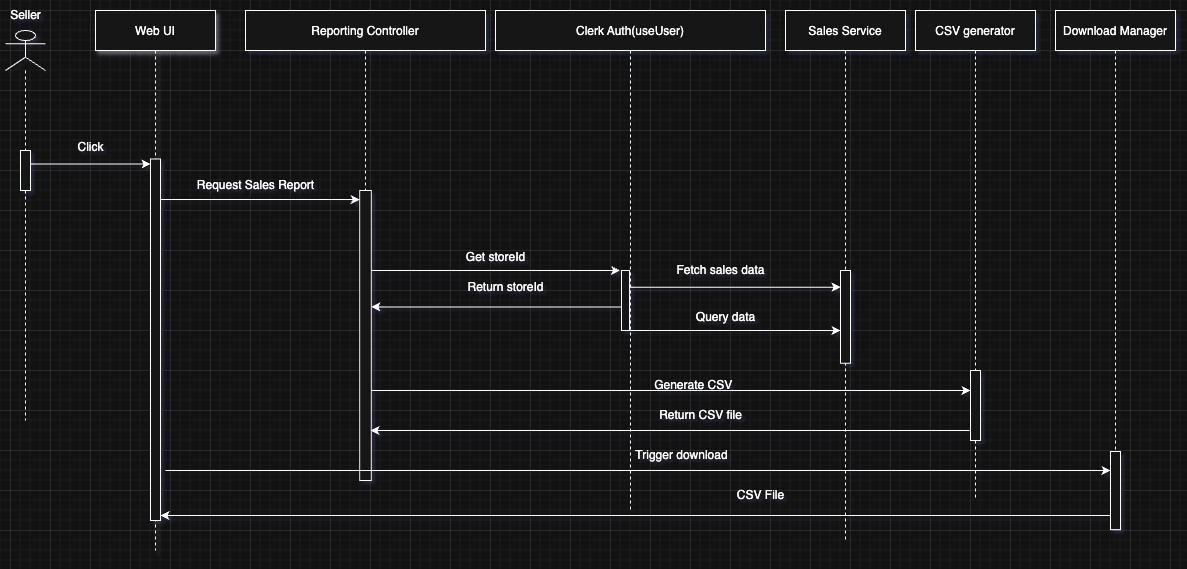 Seller
Web UI
Reporting Controller
Clerk Auth(useUser)
Sales Service
CSV generator
Download Manager
Click
Request Sales Report
Get storeId
Fetch sales data
Return storeId
Query data
Generate CSV
Return CSV file
Trigger download
CSV File